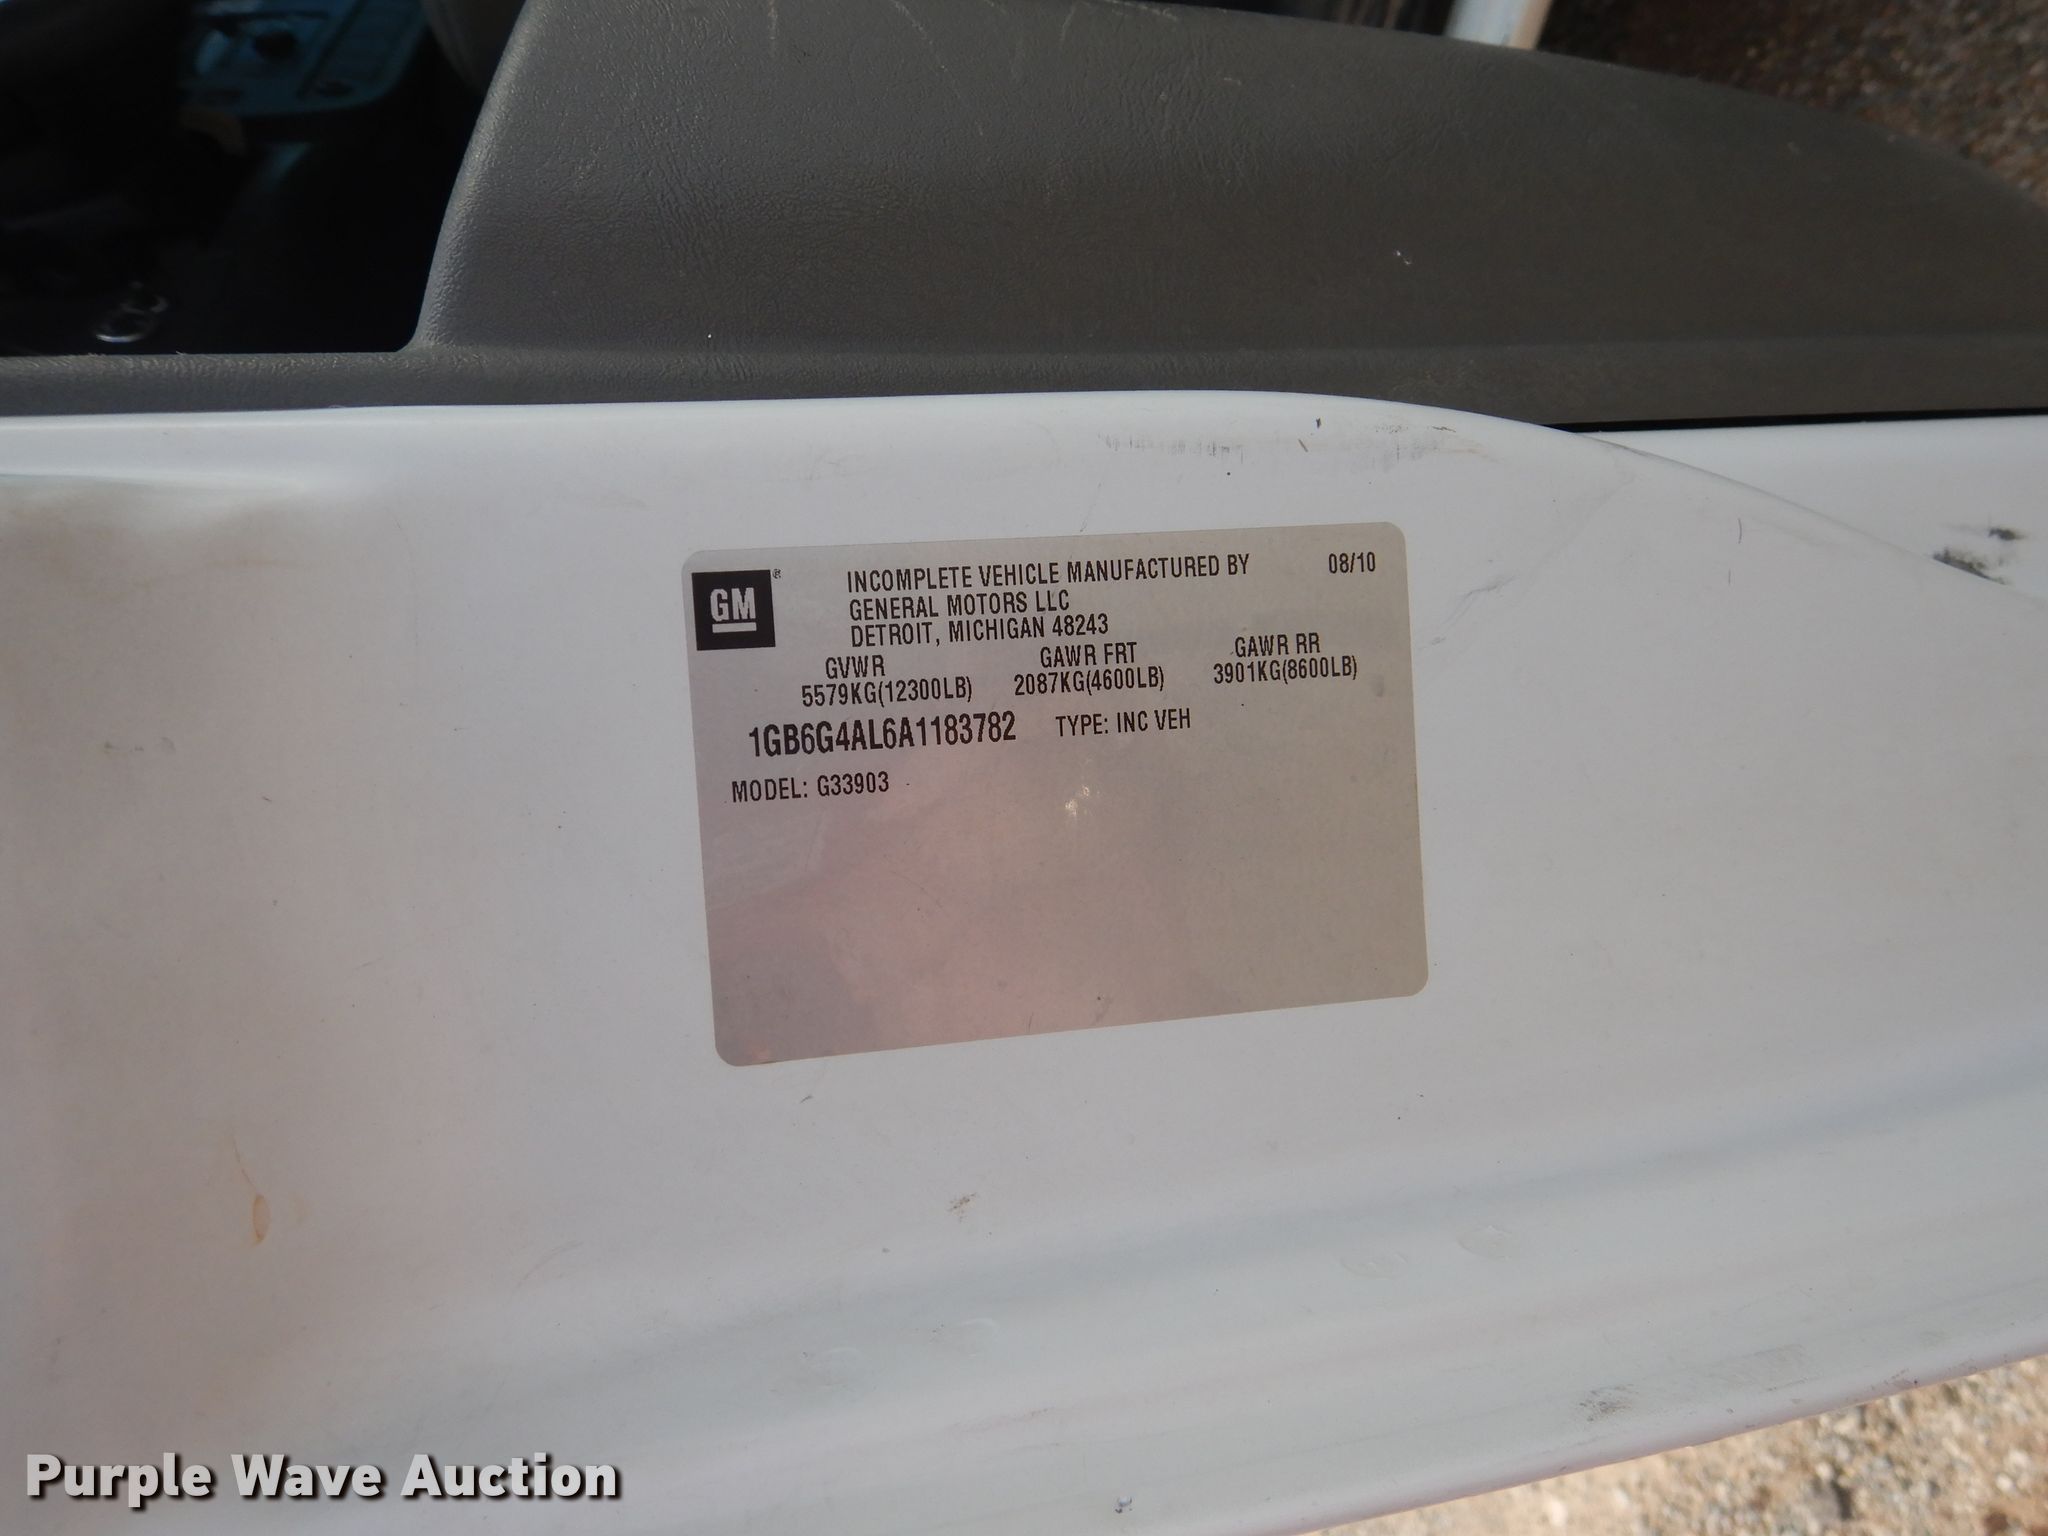 GM®
INCOMPLETE VEHICLE MANUFACTURED BY 08/10
GENERAL MOTORS LLC
DETROIT, MICHIGAN 48243
GVWR GAWR FRT GAWR RR
5579KG(12300LB) 2087KG(4600LB) 3901KG(8600LB)
1GB6G4AL6A1183782 TYPE: INC VEH
MODEL: G33903
Purple Wave Auction